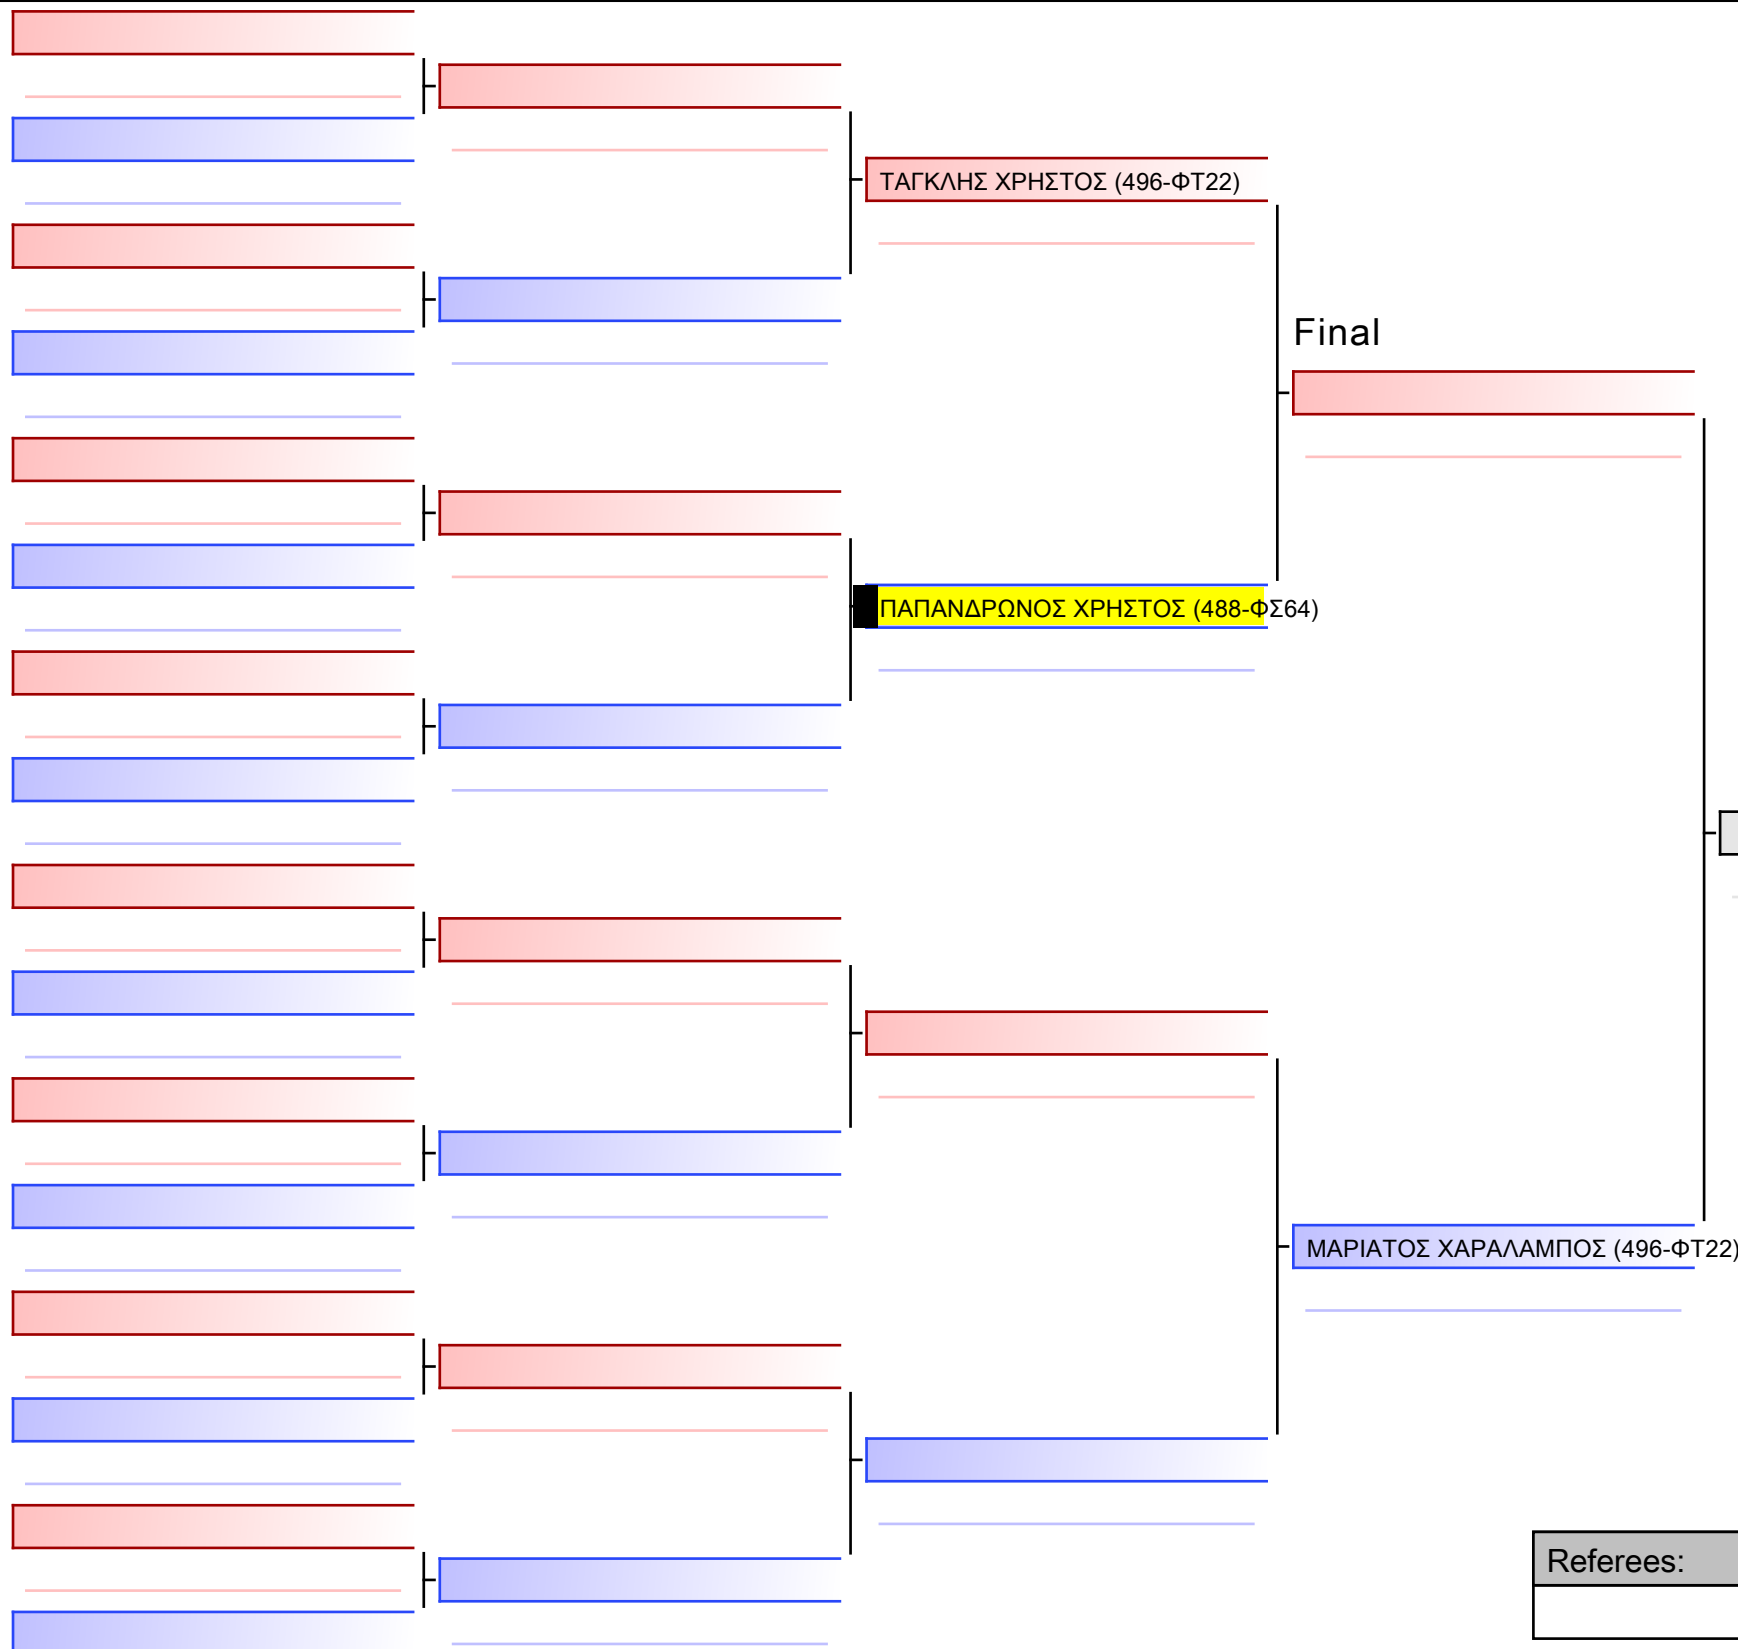 ΤΑΓΚΛΗΣ ΧΡΗΣΤΟΣ (496-ΦΤ22)
Final
ΠΑΠΑΝΔΡΩΝΟΣ ΧΡΗΣΤΟΣ (488-ΦΣ64)
ΜΑΡΙΑΤΟΣ ΧΑΡΑΛΑΜΠΟΣ (496-ΦΤ22)
Referees: